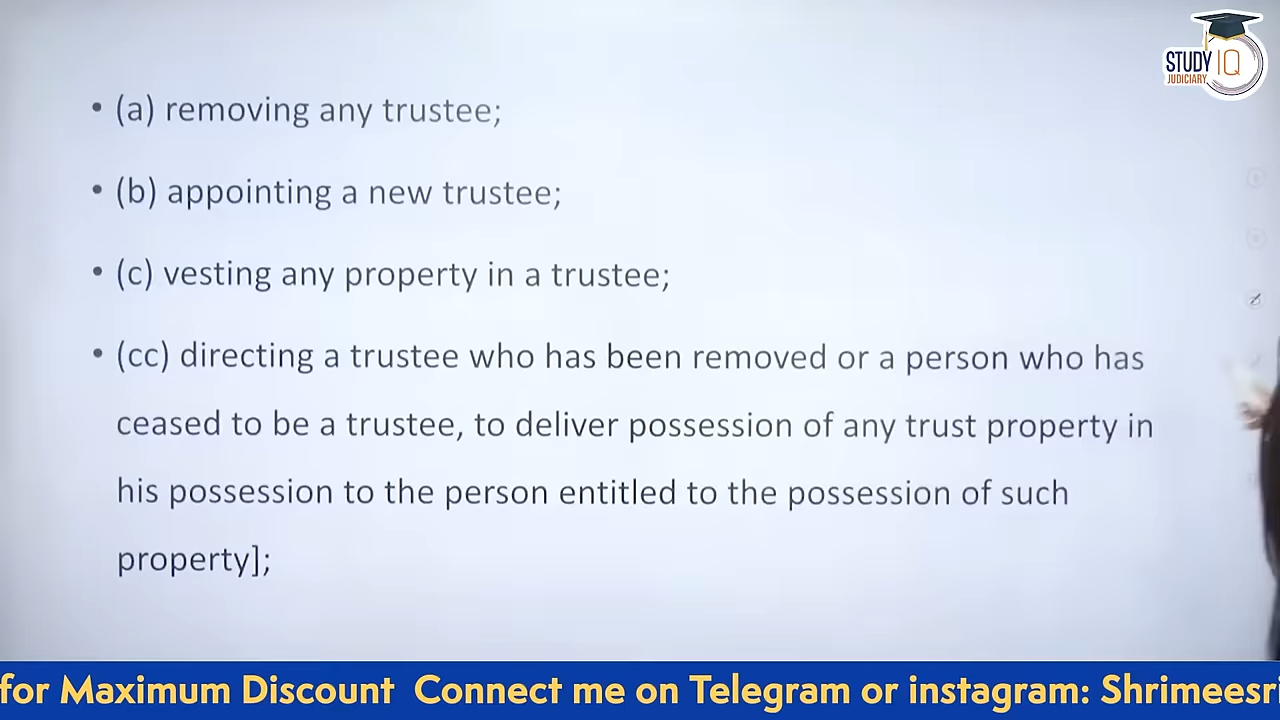 STUDY IQ
JUDICIARY
• (a) removing any trustee;
• (b) appointing a new trustee;
• (c) vesting any property in a trustee;
• (cc) directing a trustee who has been removed or a person who has
ceased to be a trustee, to deliver possession of any trust property in
his possession to the person entitled to the possession of such
property];
for Maximum Discount Connect me on Telegram or instagram: Shrimeesri